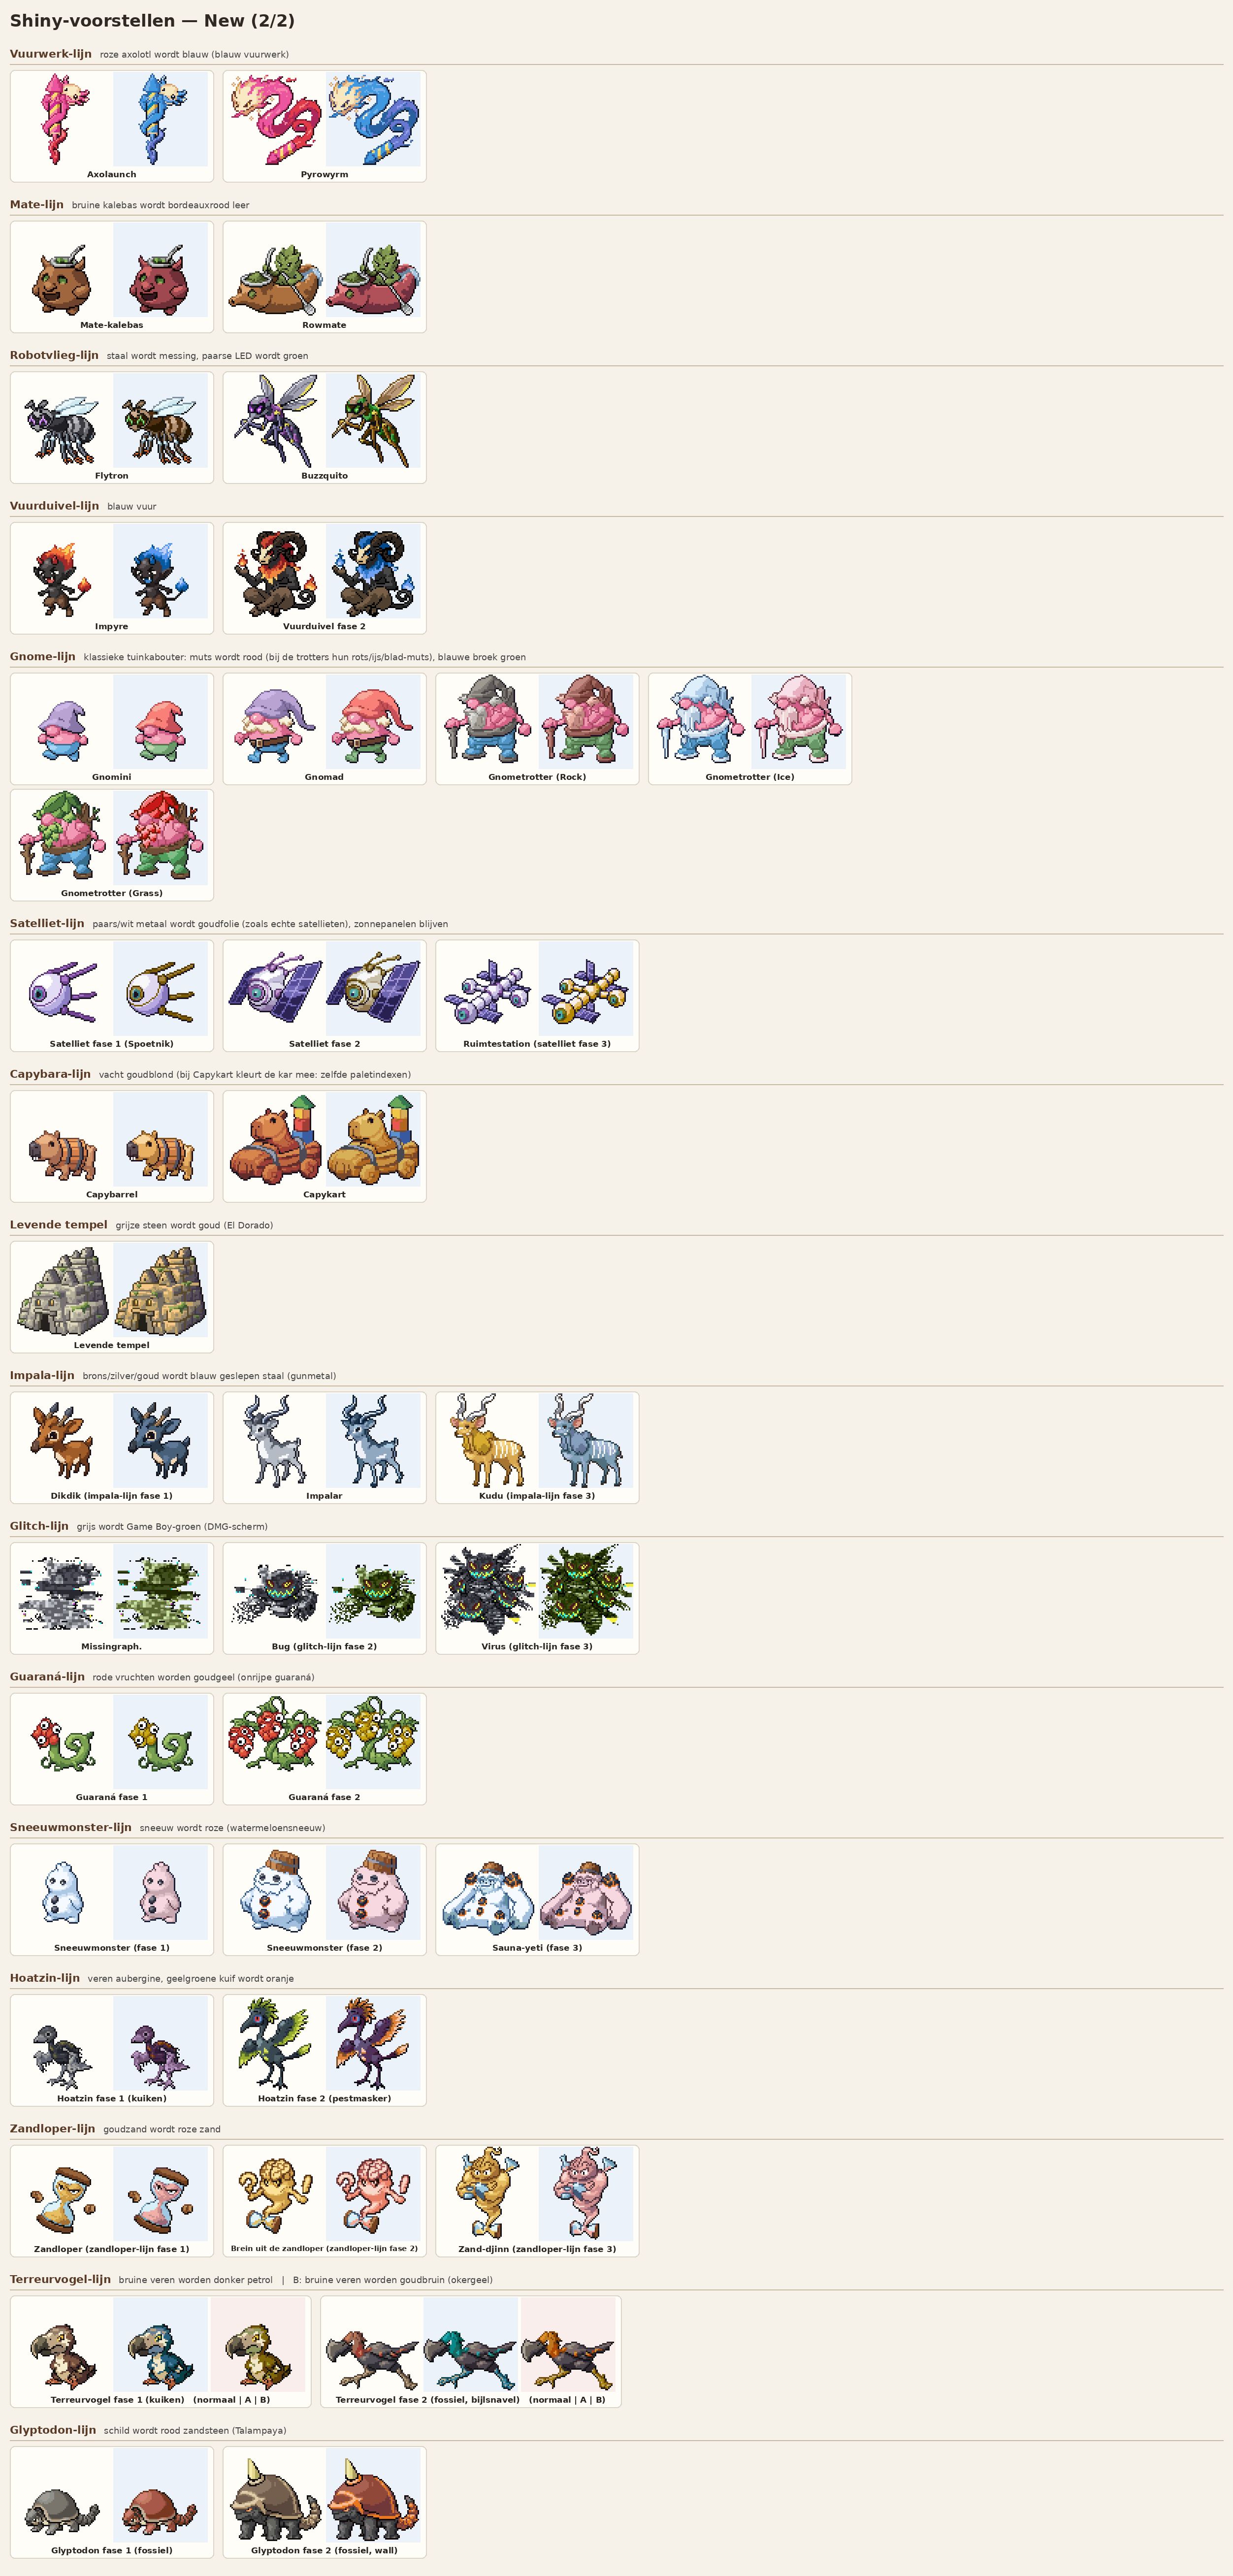 Shiny-voorstellen — New (2/2)
Vuurwerk-lijn roze axolotl wordt blauw (blauw vuurwerk)
Axolaunch
Pyrowyrm
Mate-lijn bruine kalebas wordt bordeauxrood leer
Mate-kalebas
Rowmate
Robotvlieg-lijn staal wordt messing, paarse LED wordt groen
Flytron
Buzzquito
Vuurduivel-lijn blauw vuur
Impyre
Vuurduivel fase 2
Gnome-lijn klassieke tuinkabouter: muts wordt rood (bij de trotters hun rots/ijs/blad-muts), blauwe broek groen
Gnomini
Gnomad
Gnometrotter (Rock)
Gnometrotter (Ice)
Gnometrotter (Grass)
Satelliet-lijn paars/wit metaal wordt goudfolie (zoals echte satellieten), zonnepanelen blijven
Satelliet fase 1 (Spoetnik)
Satelliet fase 2
Ruimtestation (satelliet fase 3)
Capybara-lijn vacht goudblond (bij Capykart kleurt de kar mee: zelfde paletindexen)
Capybarrel
Capykart
Levende tempel grijze steen wordt goud (El Dorado)
Levende tempel
Impala-lijn brons/zilver/goud wordt blauw geslepen staal (gunmetal)
Dikdik (impala-lijn fase 1)
Impalar
Kudu (impala-lijn fase 3)
Glitch-lijn grijs wordt Game Boy-groen (DMG-scherm)
Missingraph.
Bug (glitch-lijn fase 2)
Virus (glitch-lijn fase 3)
Guaraná-lijn rode vruchten worden goudgeel (onrijpe guaraná)
Guaraná fase 1
Guaraná fase 2
Sneeuwmonster-lijn sneeuw wordt roze (watermeloensneeuw)
Sneeuwmonster (fase 1)
Sneeuwmonster (fase 2)
Sauna-yeti (fase 3)
Hoatzin-lijn veren aubergine, geelgroene kuif wordt oranje
Hoatzin fase 1 (kuiken)
Hoatzin fase 2 (pestmasker)
Zandloper-lijn goudzand wordt roze zand
Zandloper (zandloper-lijn fase 1)
Brein uit de zandloper (zandloper-lijn fase 2)
Zand-djinn (zandloper-lijn fase 3)
Terreurvogel-lijn bruine veren worden donker petrol | B: bruine veren worden goudbruin (okergeel)
Terreurvogel fase 1 (kuiken) (normaal | A | B)
Terreurvogel fase 2 (fossiel, bijlsnavel) (normaal | A | B)
Glyptodon-lijn schild wordt rood zandsteen (Talampaya)
Glyptodon fase 1 (fossiel)
Glyptodon fase 2 (fossiel, wall)